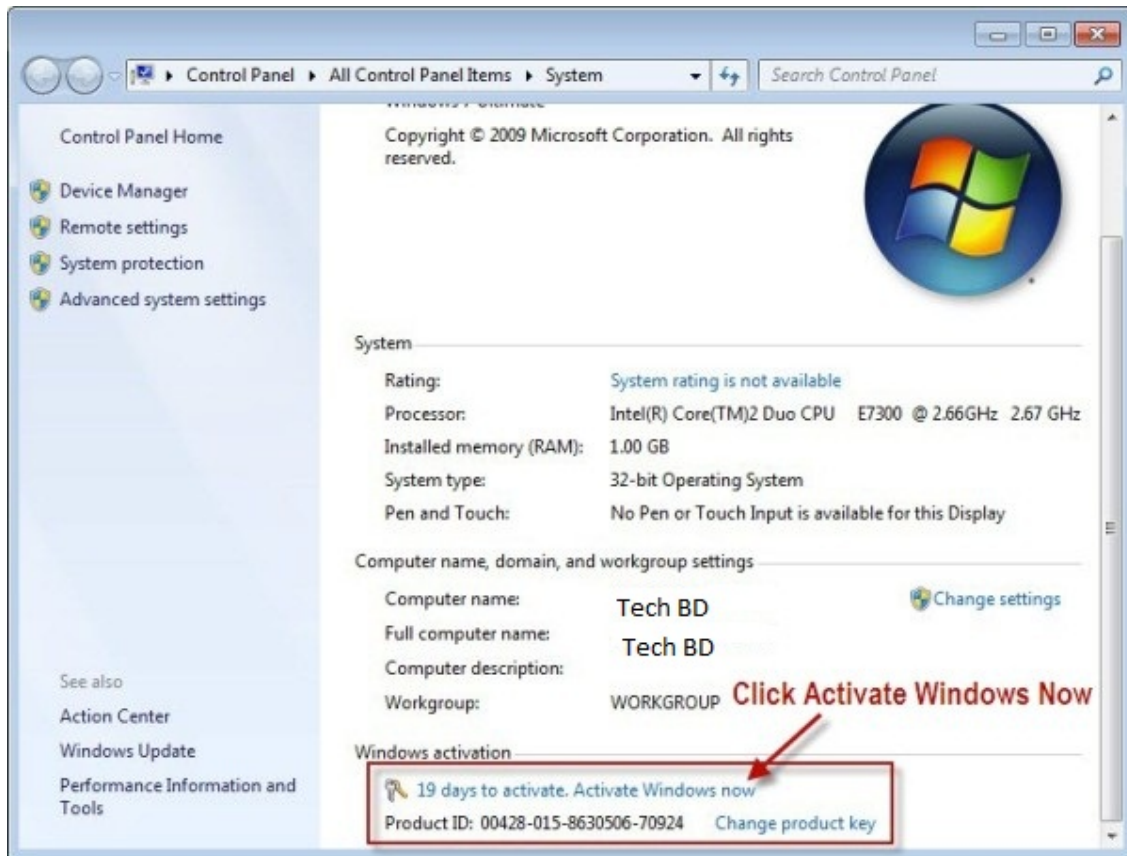 Control Panel ▸ All Control Panel Items ▸ System
Search Control Panel
Control Panel Home
Device Manager
Remote settings
System protection
Advanced system settings
See also
Action Center
Windows Update
Performance Information and
Tools
Windows 7 Ultimate
Copyright © 2009 Microsoft Corporation. All rights
reserved.
System
Rating: System rating is not available
Processor: Intel(R) Core(TM)2 Duo CPU E7300 @ 2.66GHz 2.67 GHz
Installed memory (RAM): 1.00 GB
System type: 32-bit Operating System
Pen and Touch: No Pen or Touch Input is available for this Display
Computer name, domain, and workgroup settings
Computer name: Tech BD
Change settings
Full computer name: Tech BD
Computer description:
Workgroup: WORKGROUP
Click Activate Windows Now
Windows activation
19 days to activate. Activate Windows now
Product ID: 00428-015-8630506-70924 Change product key